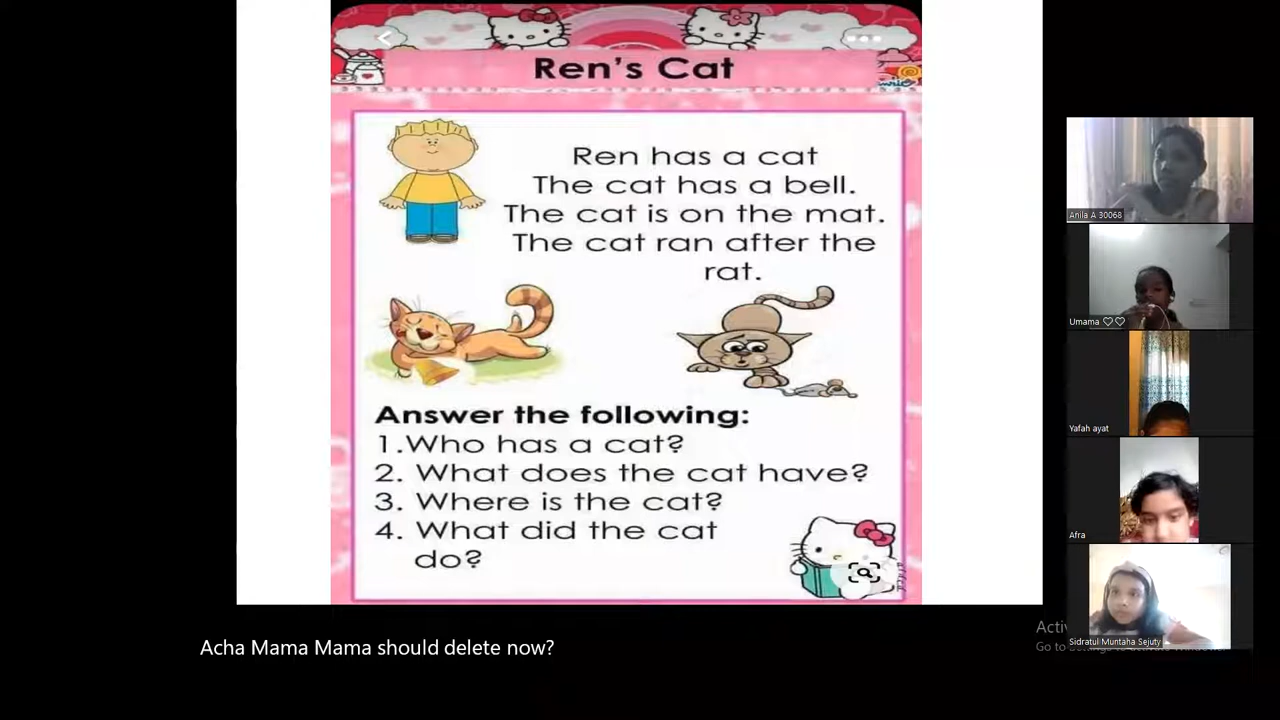 Ren's Cat
Ren has a cat
The cat has a bell.
The cat is on the mat.
The cat ran after the
rat.
Answer the following:
1.Who has a cat?
2. What does the cat have?
3. Where is the cat?
4. What did the cat
do?
Anila A 30068
Umama ♡♡
Yafah ayat
Afra
Sidratul Muntaha Sejuty
Acha Mama Mama should delete now?
Go to